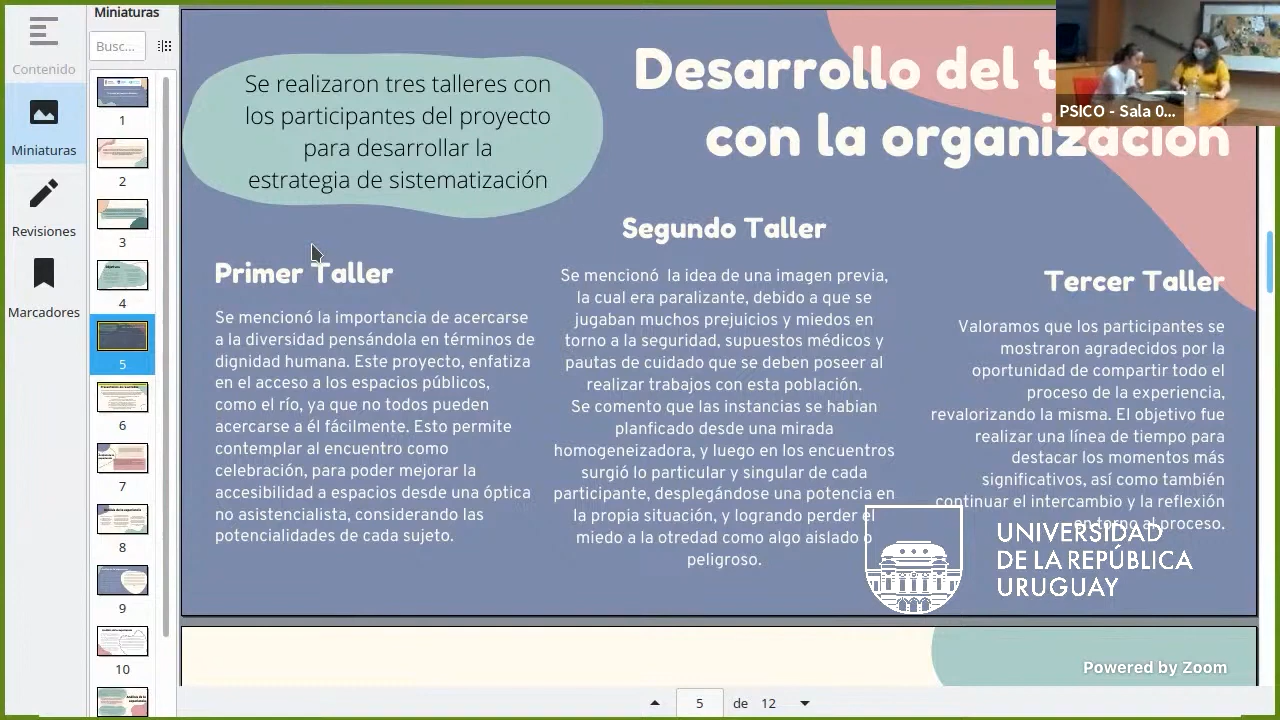 Miniaturas
Contenido
Busc...
Miniaturas
Revisiones
Marcadores
1
2
3
4
5
6
7
8
9
10
Se realizaron tres talleres con
los participantes del proyecto
para desarrollar la
estrategia de sistematización
Desarrollo del t
con la organización
PSICO - Sala 0...
Primer Taller
Se mencionó la importancia de acercarse
a la diversidad pensándola en términos de
dignidad humana. Este proyecto, enfatiza
en el acceso a los espacios públicos,
como el río, ya que no todos pueden
acercarse a él fácilmente. Esto permite
contemplar al encuentro como
celebración, para poder mejorar la
accesibilidad a espacios desde una óptica
no asistencialista, considerando las
potencialidades de cada sujeto.
Segundo Taller
Se mencionó la idea de una imagen previa,
la cual era paralizante, debido a que se
jugaban muchos prejuicios y miedos en
torno a la seguridad, supuestos médicos y
pautas de cuidado que se deben poseer al
realizar trabajos con esta población.
Se comento que las instancias se habian
planficado desde una mirada
homogeneizadora, y luego en los encuentros
surgió lo particular y singular de cada
participante, desplegándose una potencia en
la propia situación, y logrando perder el
miedo a la otredad como algo aislado o
peligroso.
Tercer Taller
Valoramos que los participantes se
mostraron agradecidos por la
oportunidad de compartir todo el
proceso de la experiencia,
revalorizando la misma. El objetivo fue
realizar una línea de tiempo para
destacar los momentos más
significativos, así como también
continuar el intercambio y la reflexión
en torno al proceso.
UNIVERSIDAD
DE LA REPÚBLICA
URUGUAY
Powered by Zoom
5 de 12